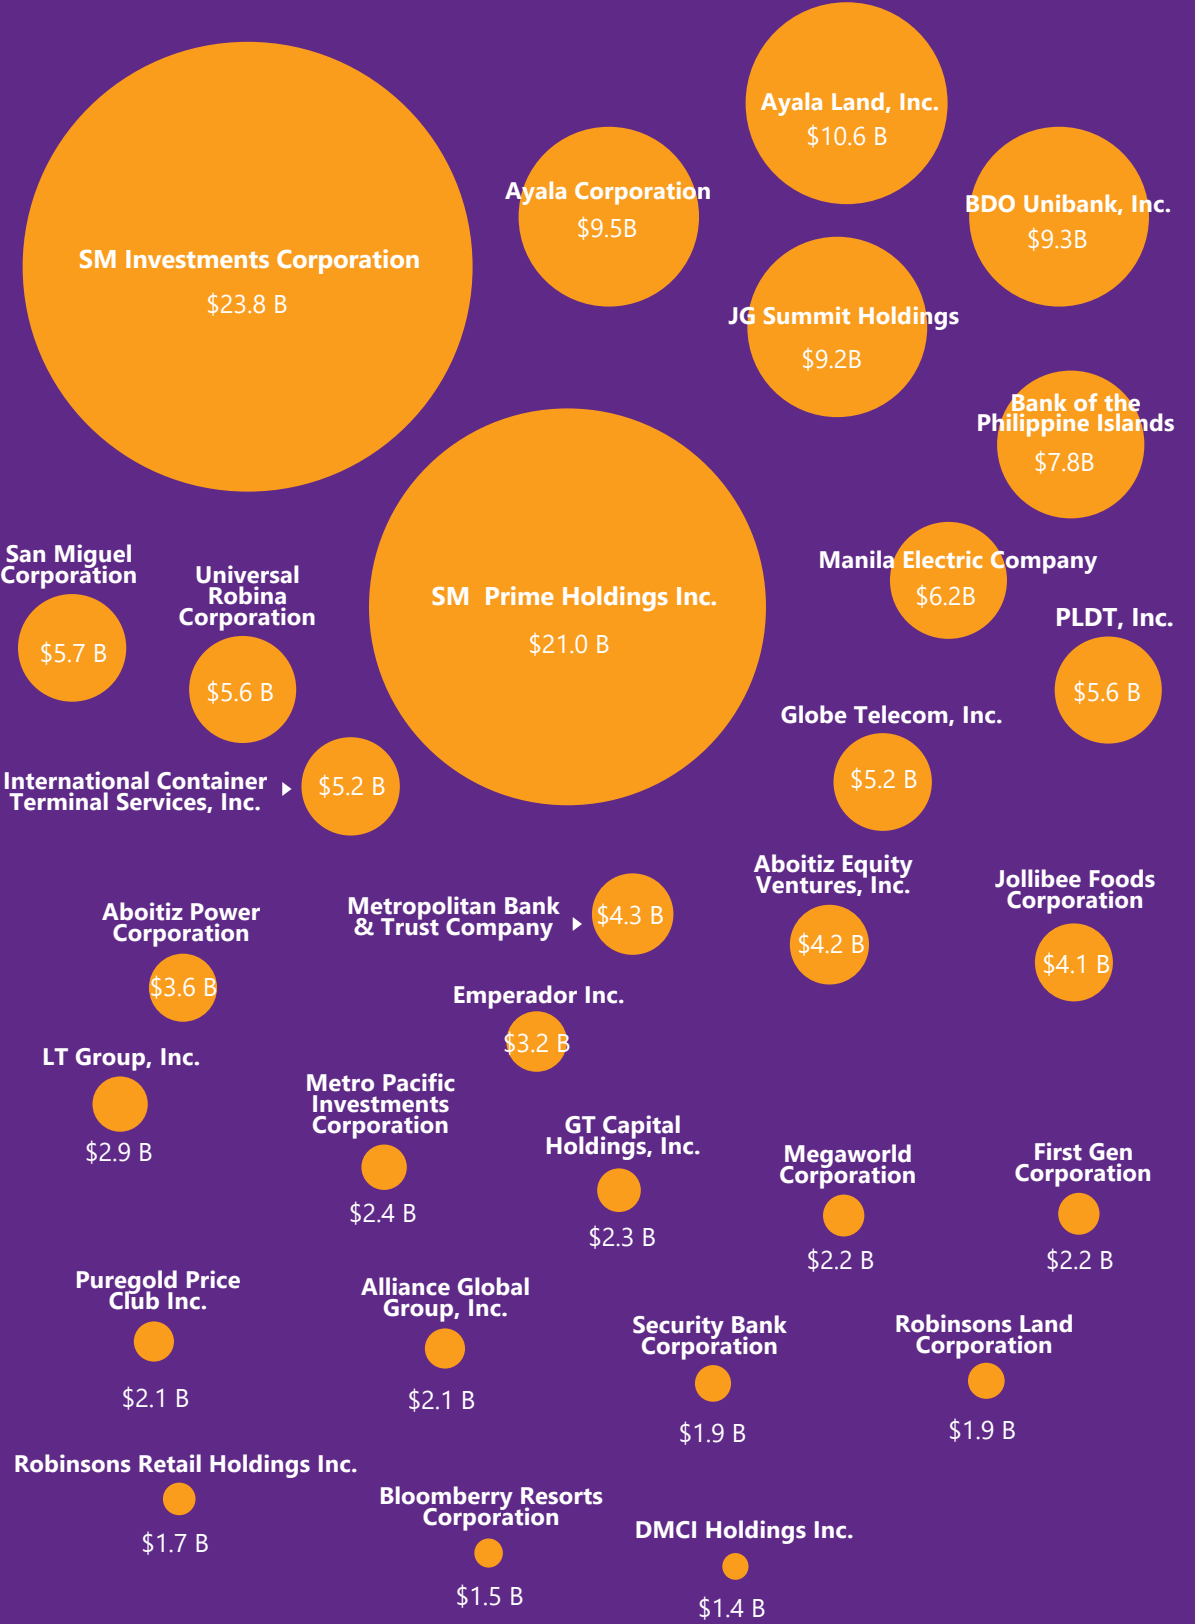 Ayala Land, Inc.
$10.6 B
Ayala Corporation
$9.5B
BDO Unibank, Inc.
$9.3B
SM Investments Corporation
$23.8 B
JG Summit Holdings
$9.2B
Bank of the
Philippine Islands
$7.8B
San Miguel
Corporation
$5.7 B
Universal
Robina
Corporation
$5.6 B
SM Prime Holdings Inc.
$21.0 B
Manila Electric Company
$6.2B
PLDT, Inc.
$5.6 B
Globe Telecom, Inc.
$5.2 B
International Container
Terminal Services, Inc.
$5.2 B
Aboitiz Equity
Ventures, Inc.
$4.2 B
Jollibee Foods
Corporation
$4.1 B
Metropolitan Bank
& Trust Company
$4.3 B
Aboitiz Power
Corporation
$3.6 B
Emperador Inc.
$3.2 B
LT Group, Inc.
$2.9 B
Metro Pacific
Investments
Corporation
$2.4 B
GT Capital
Holdings, Inc.
$2.3 B
Megaworld
Corporation
$2.2 B
First Gen
Corporation
$2.2 B
Puregold Price
Club Inc.
$2.1 B
Alliance Global
Group, Inc.
$2.1 B
Security Bank
Corporation
$1.9 B
Robinsons Land
Corporation
$1.9 B
Robinsons Retail Holdings Inc.
$1.7 B
Bloomberry Resorts
Corporation
$1.5 B
DMCI Holdings Inc.
$1.4 B